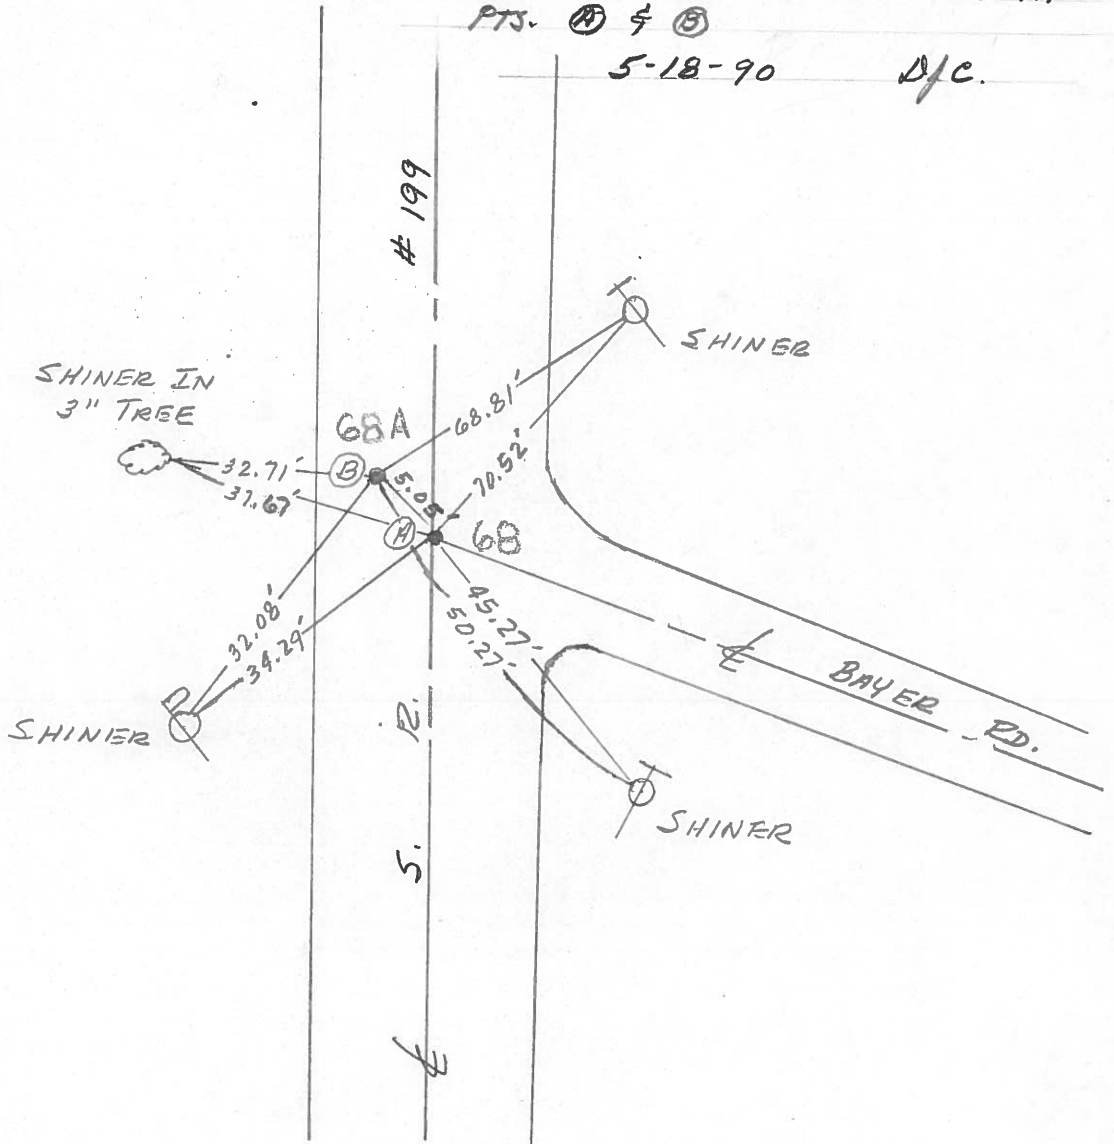 PTS. Ⓐ & Ⓑ
5-18-90
# 199
SHINER
SHINER IN
3" TREE
68A
68.81'
32.71'
Ⓑ
5.05'
70.52'
37.67'
Ⓐ
68
32.08'
34.29'
45.27'
50.27'
℄ BAYER RD.
SHINER
SHINER
℄ S. R.